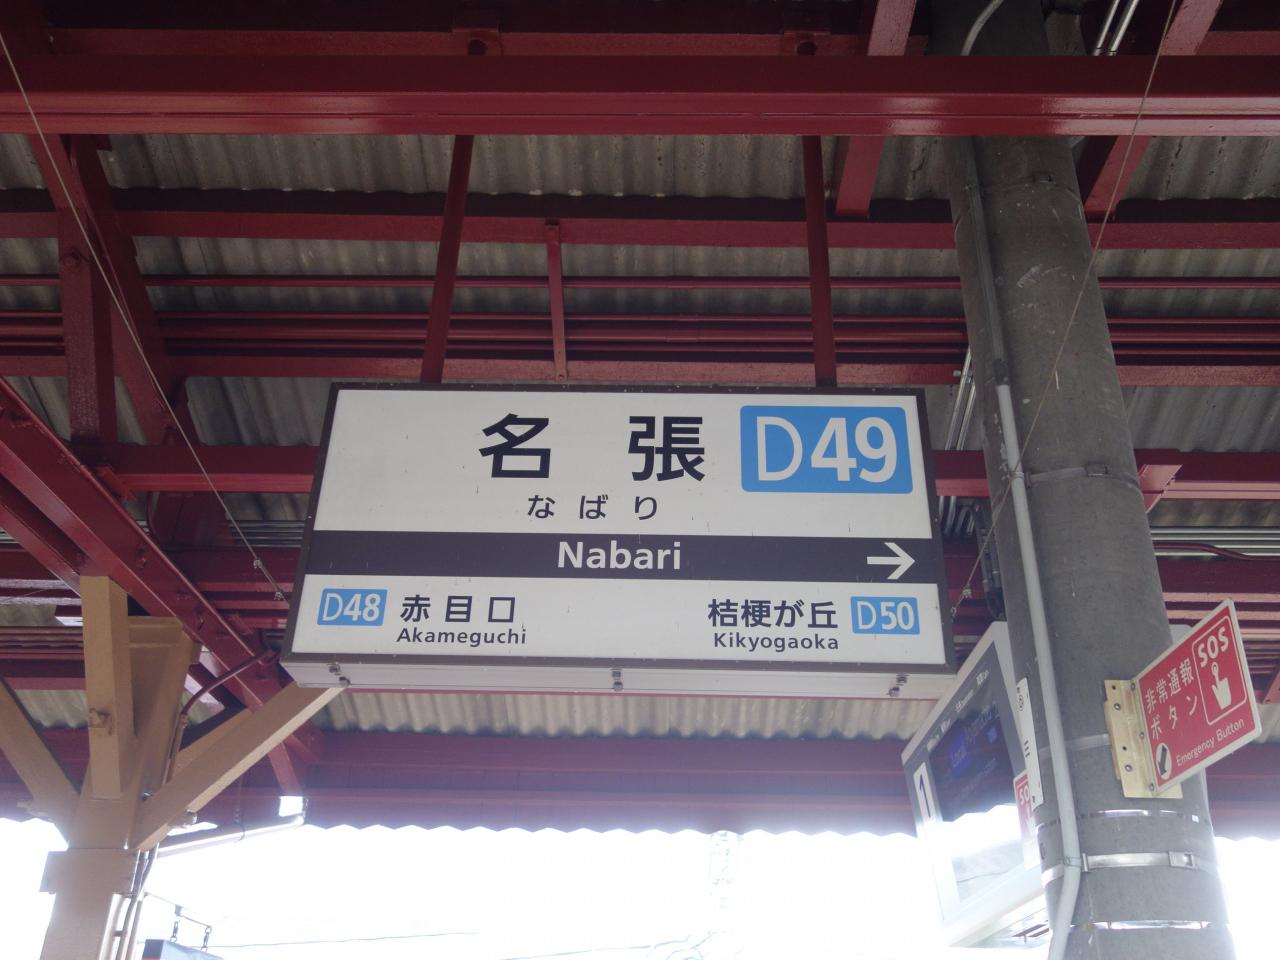 名張 D49
なばり
Nabari →
D48 赤目口
Akameguchi
桔梗が丘 D50
Kikyogaoka
SOS
非常通報
ボタン
Emergency Button
1